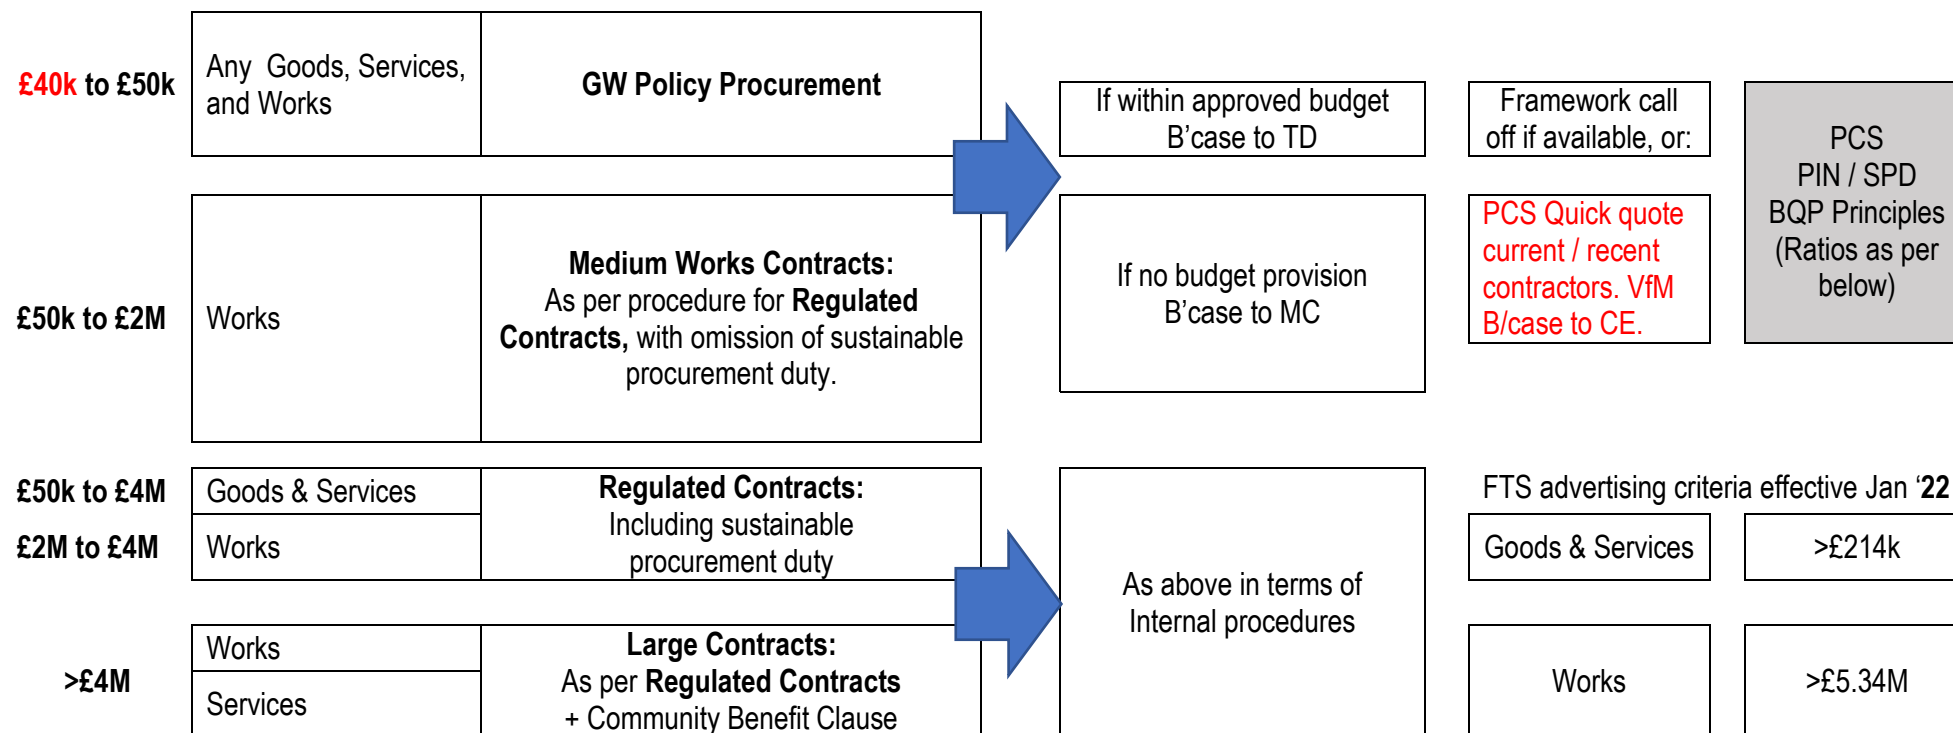 £40k to £50k
Any Goods, Services,
and Works
GW Policy Procurement
If within approved budget
B’case to TD
Framework call
off if available, or:
PCS
PIN / SPD
BQP Principles
(Ratios as per
below)
£50k to £2M
Works
Medium Works Contracts:
As per procedure for Regulated
Contracts, with omission of sustainable
procurement duty.
If no budget provision
B’case to MC
PCS Quick quote
current / recent
contractors. VfM
B/case to CE.
£50k to £4M
Goods & Services
£2M to £4M
Works
Regulated Contracts:
Including sustainable
procurement duty
As above in terms of
Internal procedures
FTS advertising criteria effective Jan ‘22
Goods & Services
>£214k
>£4M
Works
Services
Large Contracts:
As per Regulated Contracts
+ Community Benefit Clause
Works
>£5.34M